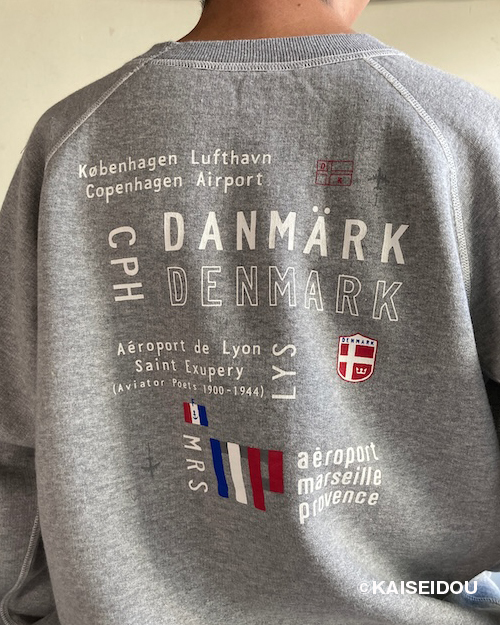 Københagen Lufthavn
Copenhagen Airport
CPH
DANMÄRK
DENMARK
Aéroport de Lyon
Saint Exupery
(Aviator Poets 1900-1944)
LYS
DENMARK
MRS
aéroport
marseille
provence
©KAISEIDOU